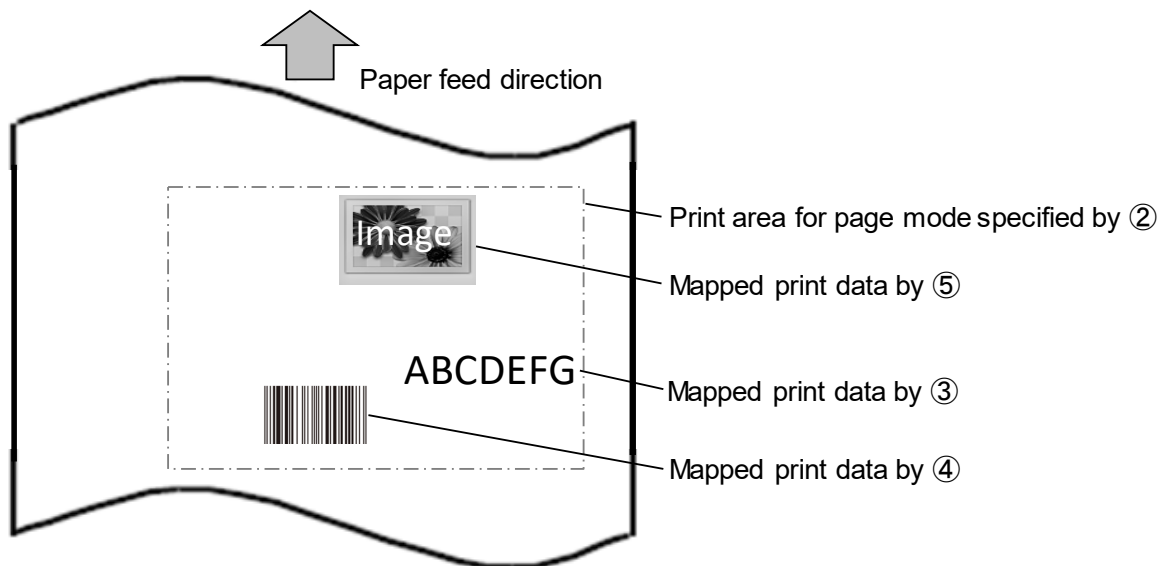 Paper feed direction
Print area for page mode specified by ②
Image
Mapped print data by ⑤
ABCDEFG
Mapped print data by ③
Mapped print data by ④